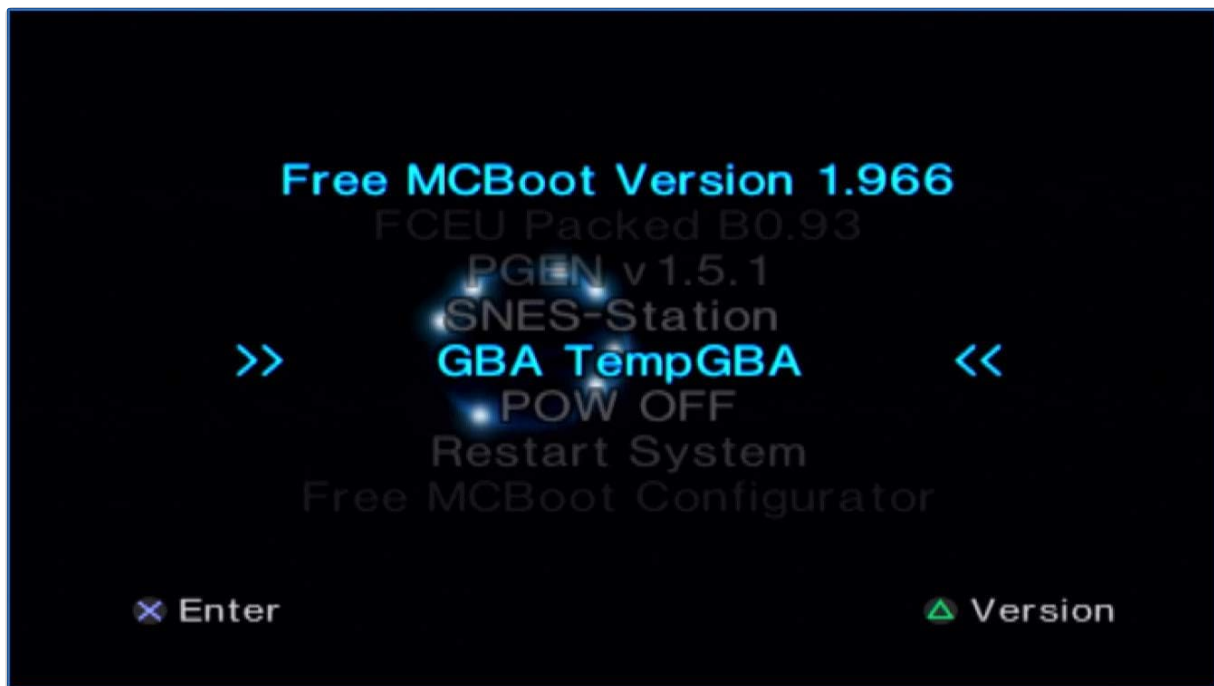 Free MCBoot Version 1.966
FCEU Packed B0.93
PGEN v1.5.1
SNES-Station
>> GBA TempGBA <<
POW OFF
Restart System
Free MCBoot Configurator
Enter
Version